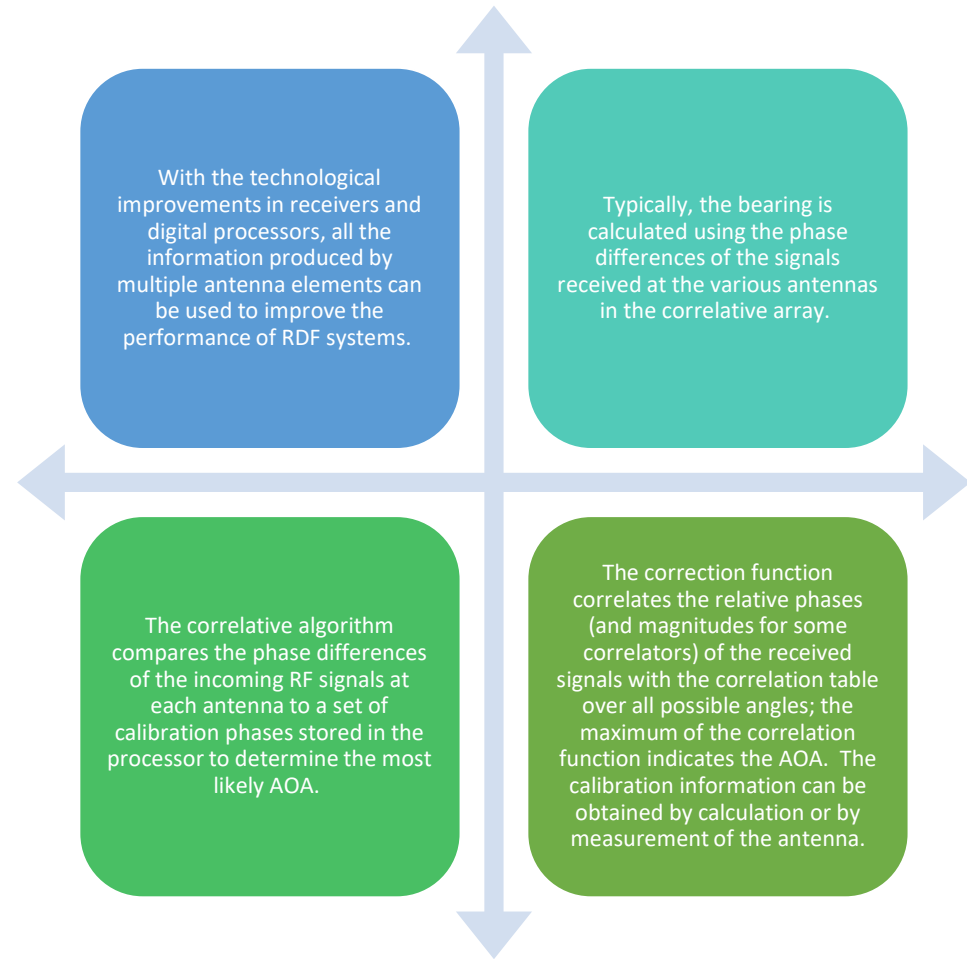 With the technological
improvements in receivers and
digital processors, all the
information produced by
multiple antenna elements can
be used to improve the
performance of RDF systems.
Typically, the bearing is
calculated using the phase
differences of the signals
received at the various antennas
in the correlative array.
The correlative algorithm
compares the phase differences
of the incoming RF signals at
each antenna to a set of
calibration phases stored in the
processor to determine the most
likely AOA.
The correction function
correlates the relative phases
(and magnitudes for some
correlators) of the received
signals with the correlation table
over all possible angles; the
maximum of the correlation
function indicates the AOA.  The
calibration information can be
obtained by calculation or by
measurement of the antenna.